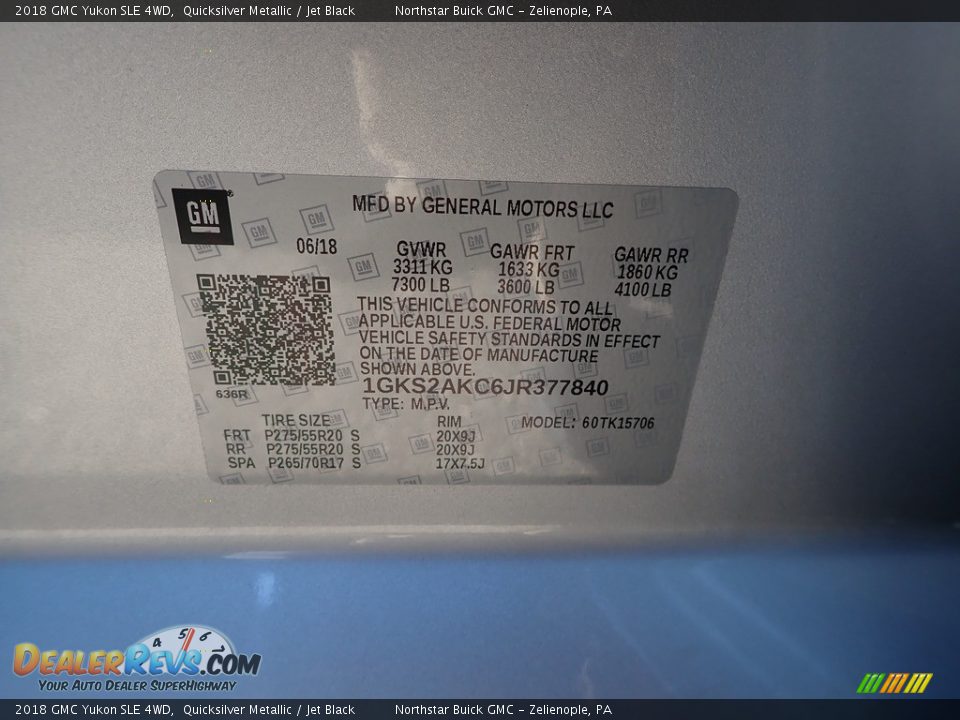 2018 GMC Yukon SLE 4WD, Quicksilver Metallic / Jet Black Northstar Buick GMC - Zelienople, PA
GM®
MFD BY GENERAL MOTORS LLC
06/18 GVWR GAWR FRT GAWR RR
3311 KG 1633 KG 1860 KG
7300 LB 3600 LB 4100 LB
THIS VEHICLE CONFORMS TO ALL
APPLICABLE U.S. FEDERAL MOTOR
VEHICLE SAFETY STANDARDS IN EFFECT
ON THE DATE OF MANUFACTURE
SHOWN ABOVE.
636R
1GKS2AKC6JR377840
TYPE: M.P.V.
TIRE SIZE RIM MODEL: 60TK15706
FRT P275/55R20 S 20X9J
RR P275/55R20 S 20X9J
SPA P265/70R17 S 17X7.5J
4 5 6 7
DealerRevs.com
Your Auto Dealer SuperHighway
2018 GMC Yukon SLE 4WD, Quicksilver Metallic / Jet Black Northstar Buick GMC - Zelienople, PA